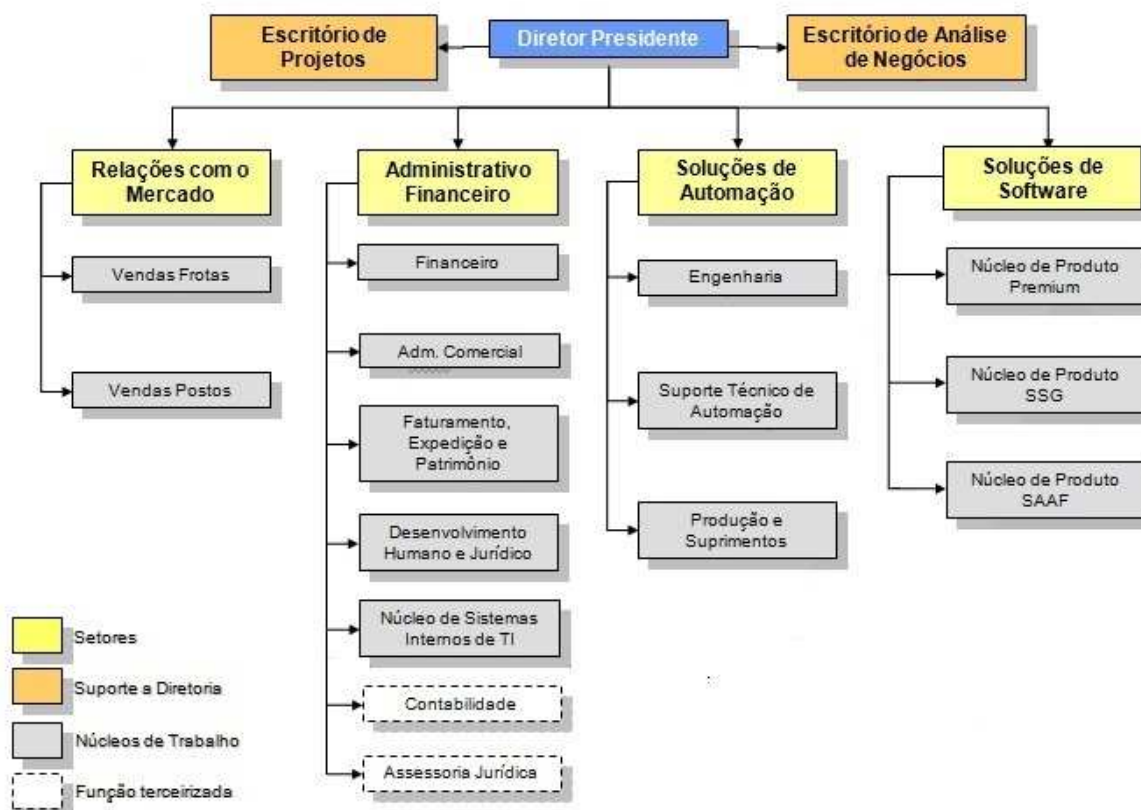 Escritório de
Projetos
Diretor Presidente
Escritório de Análise
de Negócios
Relações com o
Mercado
Vendas Frotas
Vendas Postos
Administrativo
Financeiro
Financeiro
Adm. Comercial
Faturamento,
Expedição e
Patrimônio
Desenvolvimento
Humano e Jurídico
Núcleo de Sistemas
Internos de TI
Contabilidade
Assessoria Jurídica
Soluções de
Automação
Engenharia
Suporte Técnico de
Automação
Produção e
Suprimentos
Soluções de
Software
Núcleo de Produto
Premium
Núcleo de Produto
SSG
Núcleo de Produto
SAAF
Setores
Suporte a Diretoria
Núcleos de Trabalho
Função terceirizada